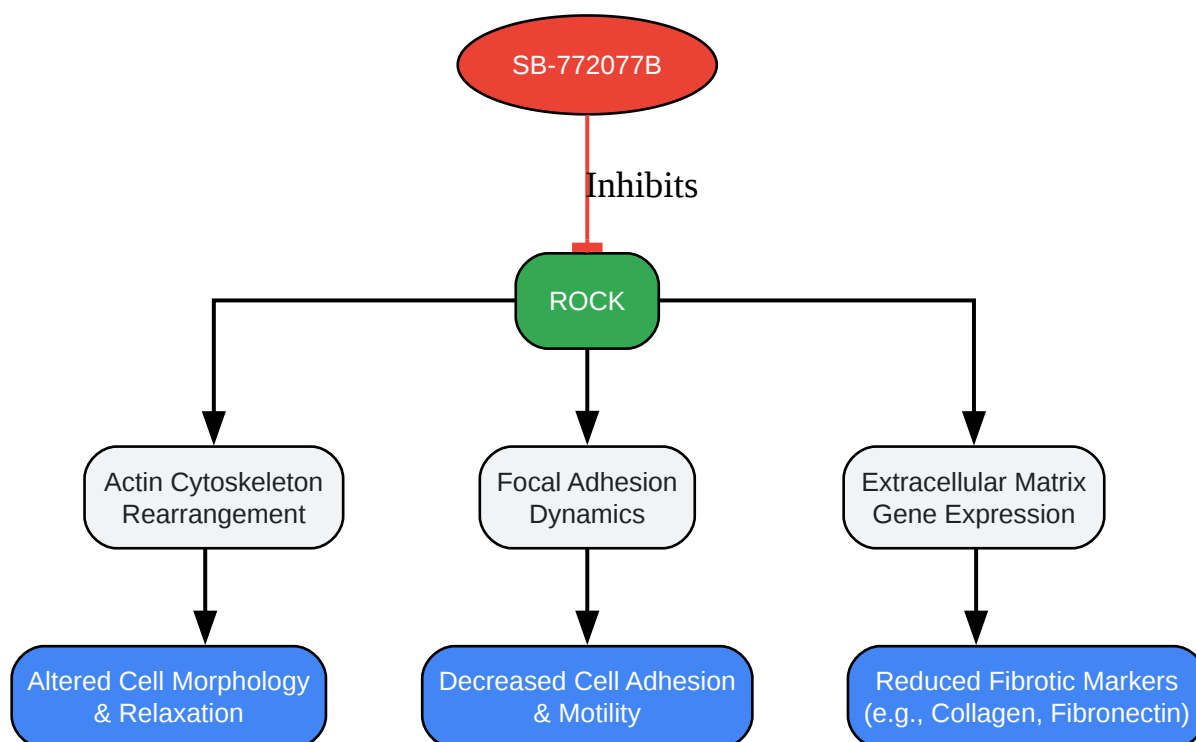 SB-772077B
Inhibits
ROCK
Actin Cytoskeleton
Rearrangement
Focal Adhesion
Dynamics
Extracellular Matrix
Gene Expression
Altered Cell Morphology
& Relaxation
Decreased Cell Adhesion
& Motility
Reduced Fibrotic Markers
(e.g., Collagen, Fibronectin)